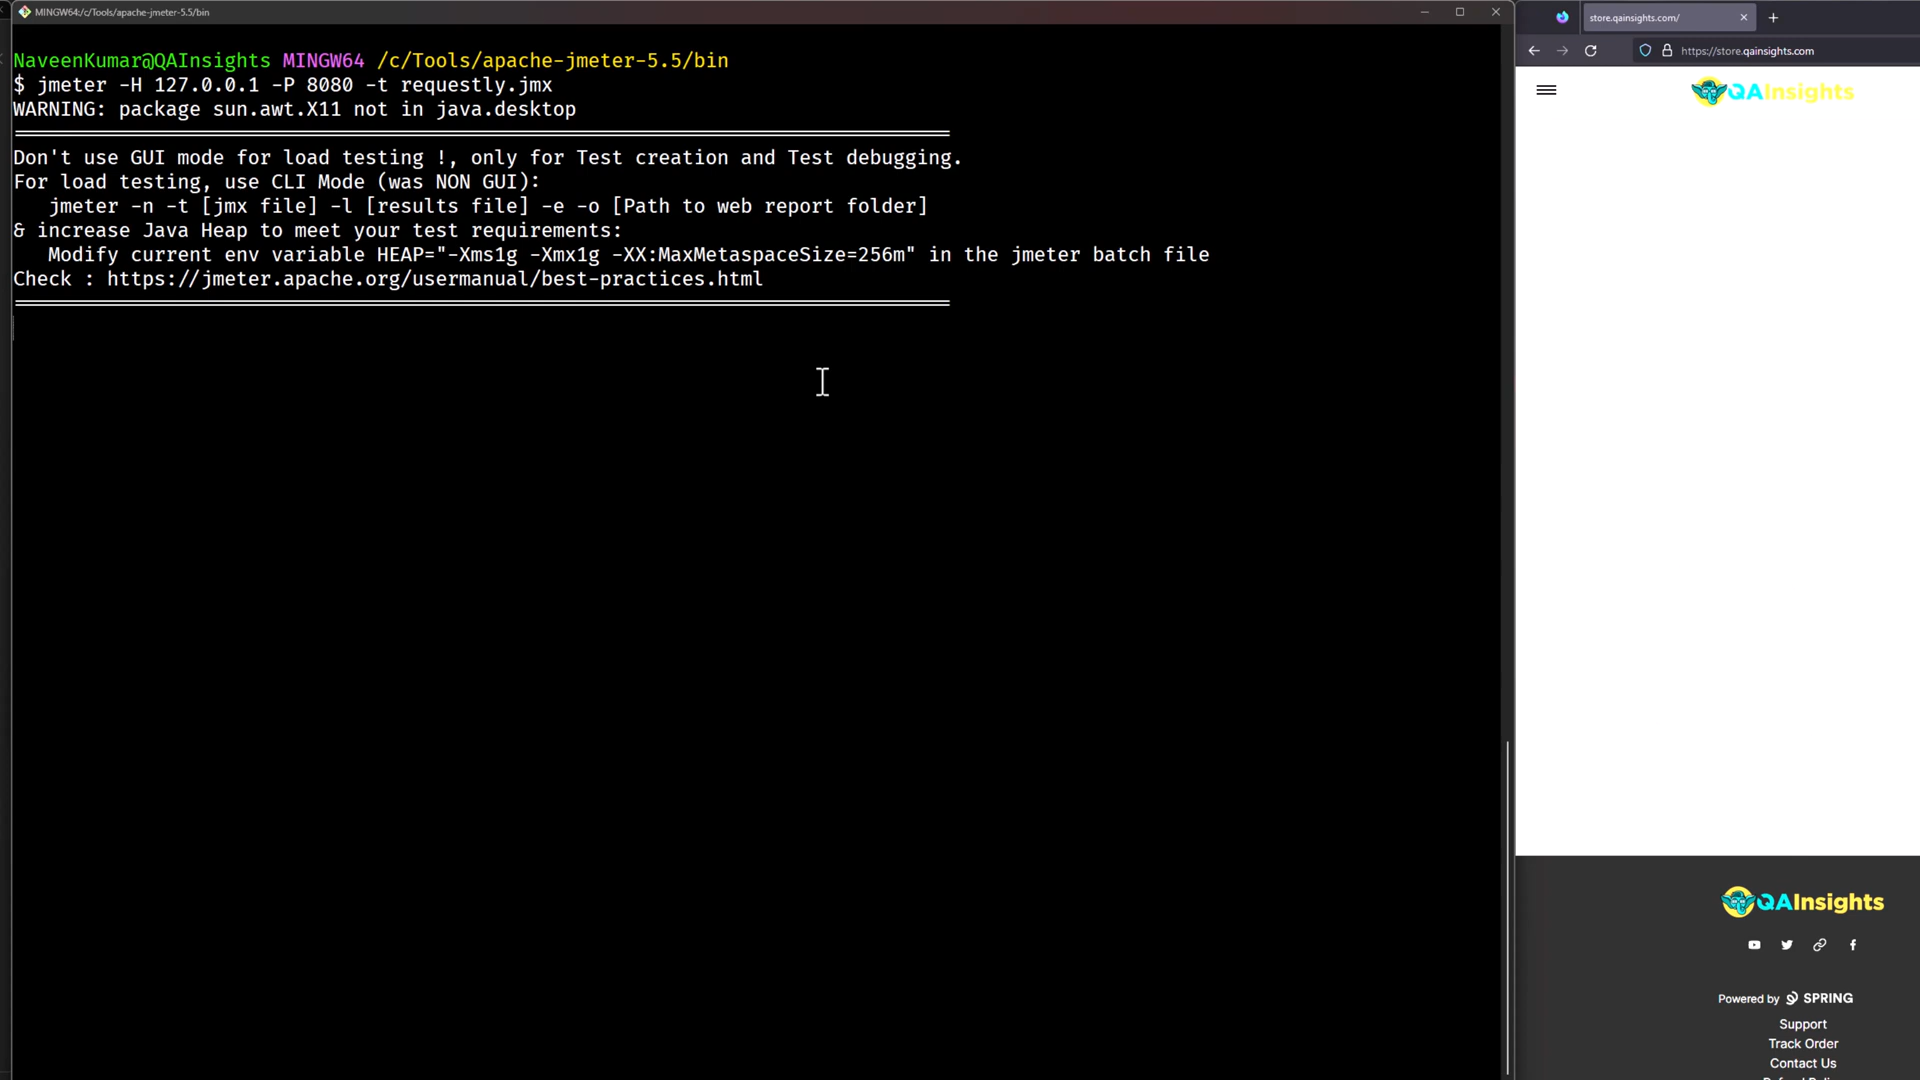 MINGW64:/c/Tools/apache-jmeter-5.5/bin
NaveenKumar@QAInsights MINGW64 /c/Tools/apache-jmeter-5.5/bin
$ jmeter -H 127.0.0.1 -P 8080 -t requestly.jmx
WARNING: package sun.awt.X11 not in java.desktop
================================================================================
Don't use GUI mode for load testing !, only for Test creation and Test debugging.
For load testing, use CLI Mode (was NON GUI):
   jmeter -n -t [jmx file] -l [results file] -e -o [Path to web report folder]
& increase Java Heap to meet your test requirements:
   Modify current env variable HEAP="-Xms1g -Xmx1g -XX:MaxMetaspaceSize=256m" in the jmeter batch file
Check : https://jmeter.apache.org/usermanual/best-practices.html
================================================================================
store.qainsights.com/
https://store.qainsights.com
QAInsights
QAInsights
Powered by SPRING
Support
Track Order
Contact Us